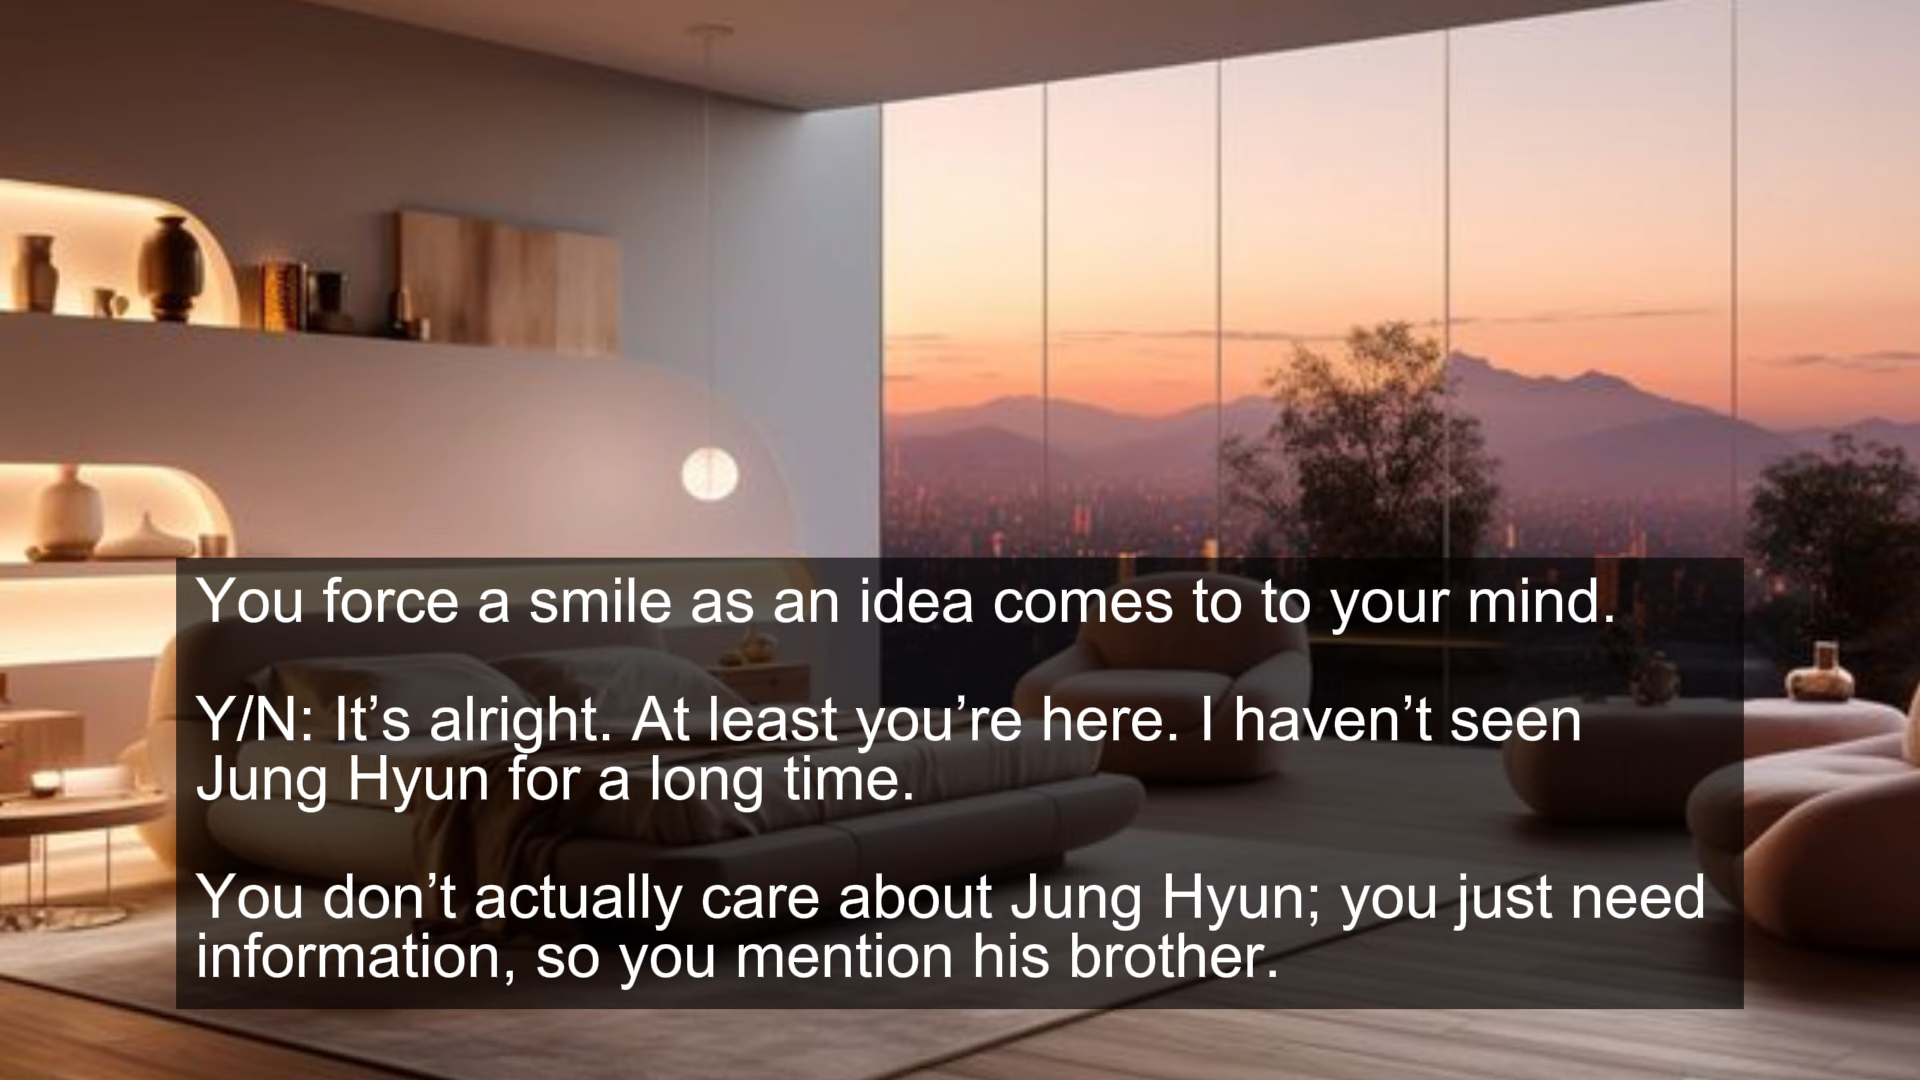 You force a smile as an idea comes to to your mind.
Y/N: It’s alright. At least you’re here. I haven’t seen
Jung Hyun for a long time.
You don’t actually care about Jung Hyun; you just need
information, so you mention his brother.